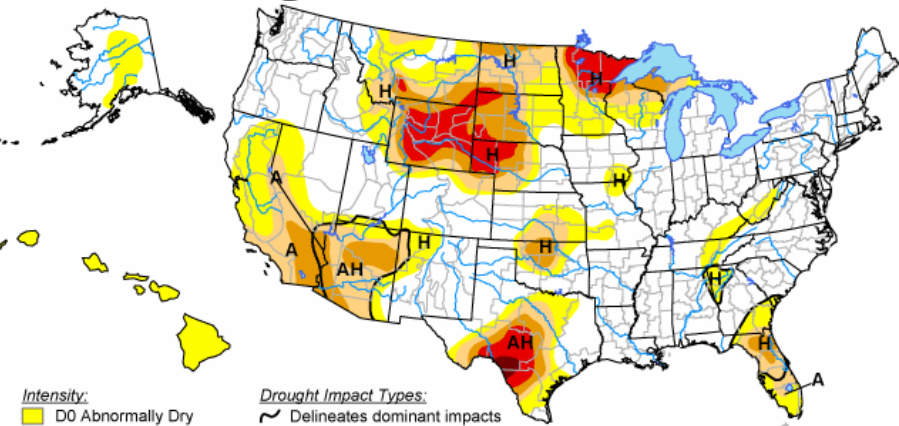 H
H
H
A
H
H
A
H
H
AH
H
AH
H
A
Intensity:
D0 Abnormally Dry
Drought Impact Types:
Delineates dominant impacts